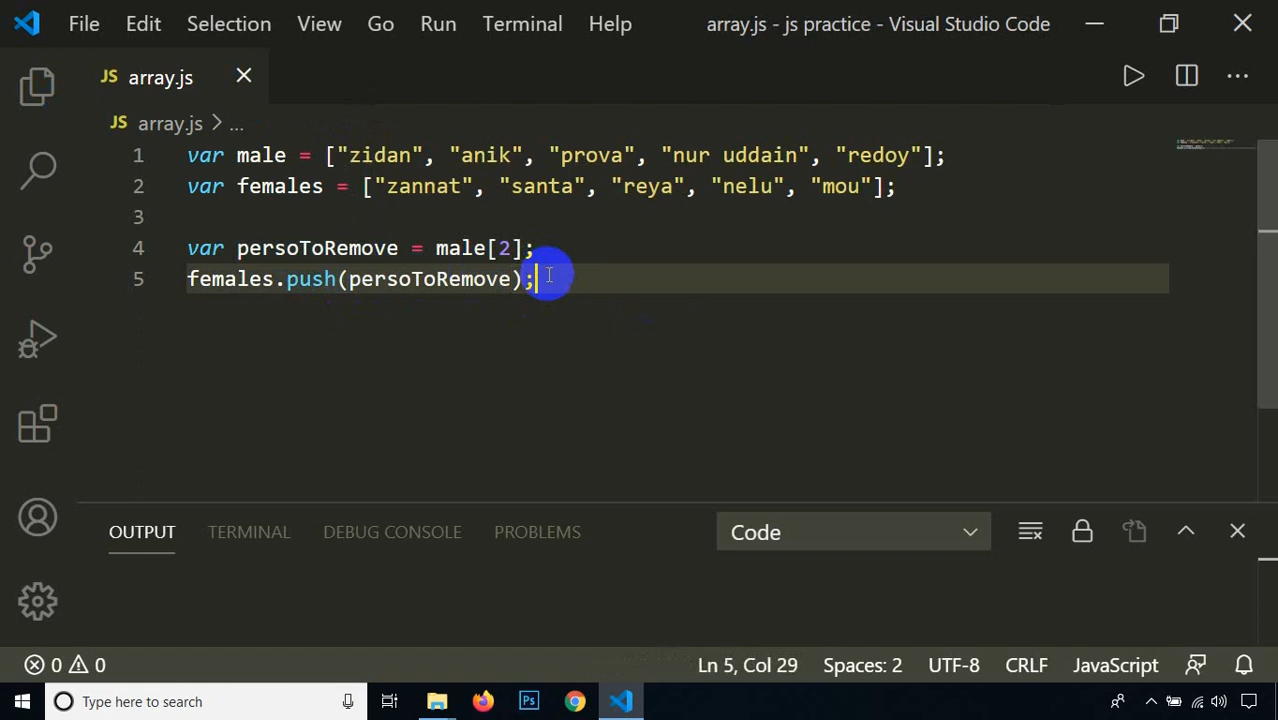 File Edit Selection View Go Run Terminal Help array.js - js practice - Visual Studio Code
JS array.js
JS array.js > ...
1 var male = ["zidan", "anik", "prova", "nur uddain", "redoy"];
2 var females = ["zannat", "santa", "reya", "nelu", "mou"];
3
4 var persoToRemove = male[2];
5 females.push(persoToRemove);
OUTPUT TERMINAL DEBUG CONSOLE PROBLEMS Code
0 0 Ln 5, Col 29 Spaces: 2 UTF-8 CRLF JavaScript
Type here to search Ps